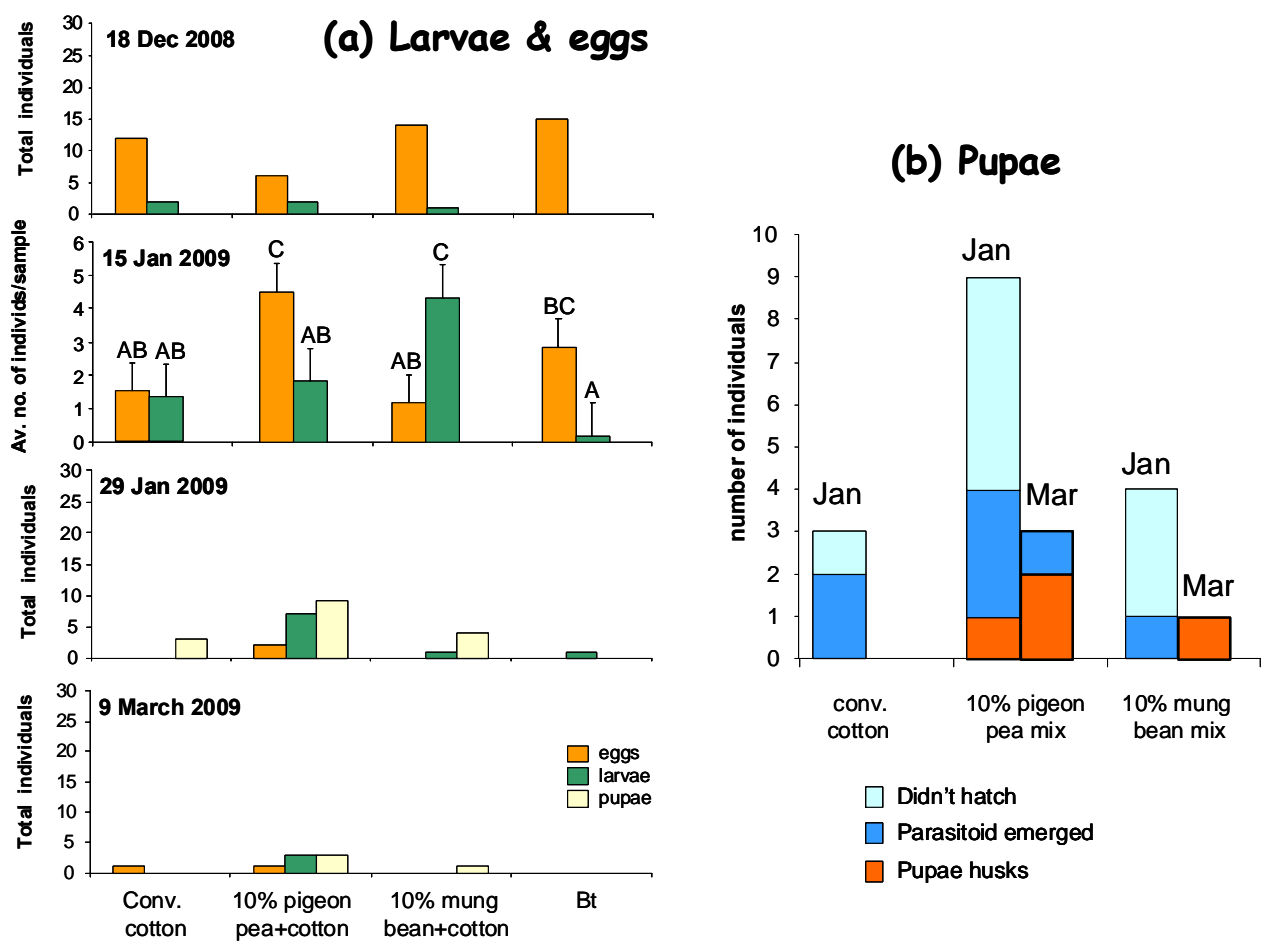 (a) Larvae & eggs
18 Dec 2008
Total individuals
30
25
20
15
10
5
0
15 Jan 2009
Av. no. of individs/sample
6
5
4
3
2
1
0
AB AB
C
AB
AB
C
BC
A
29 Jan 2009
Total individuals
30
25
20
15
10
5
0
9 March 2009
Total individuals
30
25
20
15
10
5
0
eggs
larvae
pupae
Conv.
cotton
10% pigeon
pea+cotton
10% mung
bean+cotton
Bt
(b) Pupae
number of individuals
10
9
8
7
6
5
4
3
2
1
0
Jan
Jan
Mar
Jan
Mar
conv.
cotton
10% pigeon
pea mix
10% mung
bean mix
Didn't hatch
Parasitoid emerged
Pupae husks